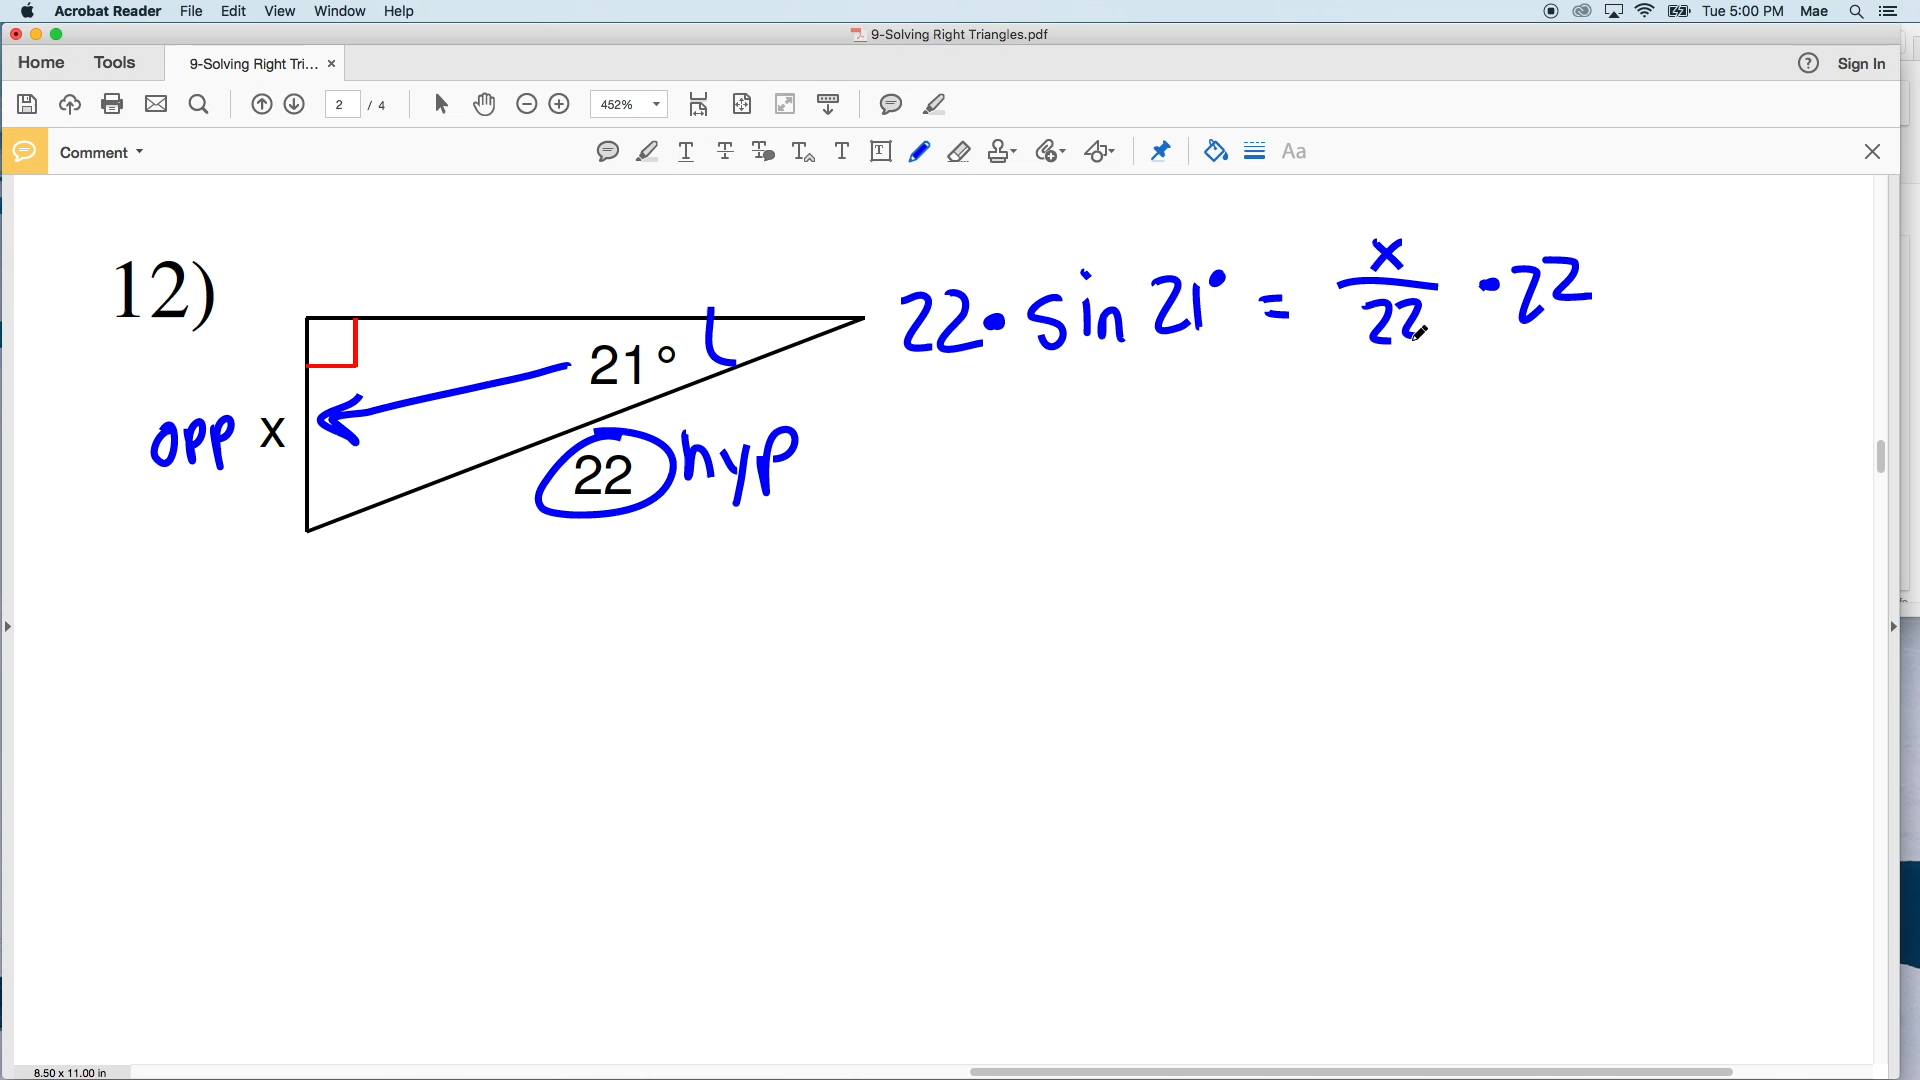 Acrobat Reader File Edit View Window Help Tue 5:00 PM Mae
9-Solving Right Triangles.pdf
Home Tools 9-Solving Right Tri... × ? Sign In
2 / 4 452%
Comment T T T T T T Aa
12)
22 · sin 21° = x/22 · 22
21°
opp x
22 hyp
8.50 x 11.00 in